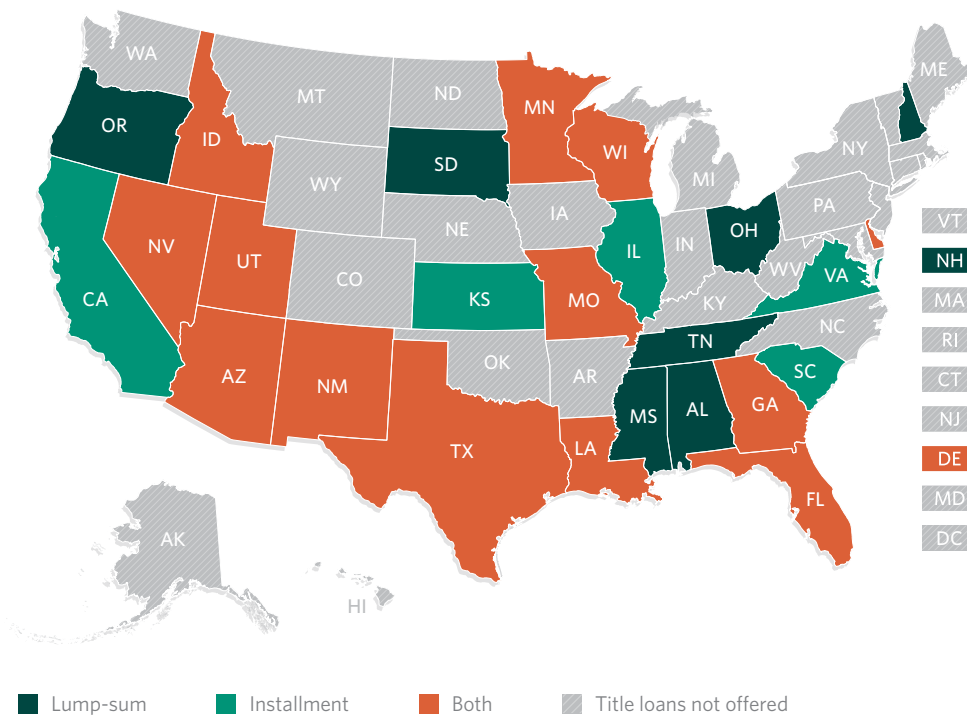 WA
MT
ND
MN
ME
OR
ID
SD
WI
NY
WY
MI
IA
PA
NE
NV
UT
CO
IL
IN
OH
WV
VA
CA
KS
MO
KY
NC
TN
OK
AR
SC
AZ
NM
MS
AL
GA
TX
LA
FL
AK
HI
VT
NH
MA
RI
CT
NJ
DE
MD
DC
Lump-sum
Installment
Both
Title loans not offered